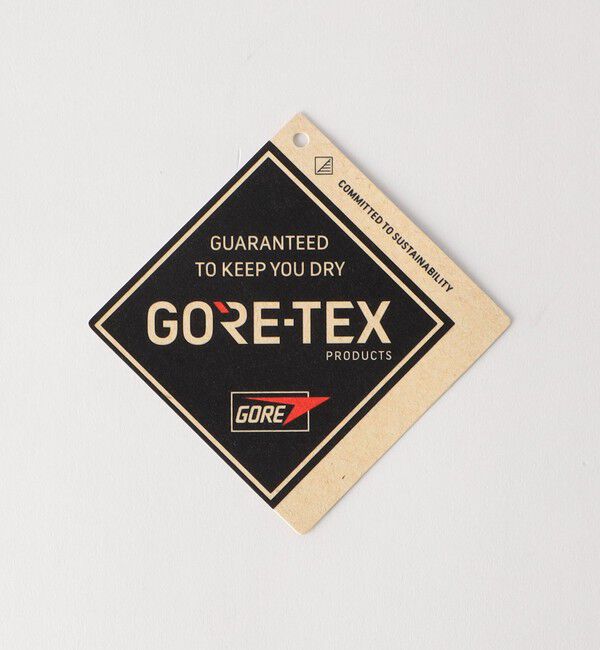 COMMITTED TO SUSTAINABILITY
GUARANTEED
TO KEEP YOU DRY
GORE-TEX
PRODUCTS
GORE